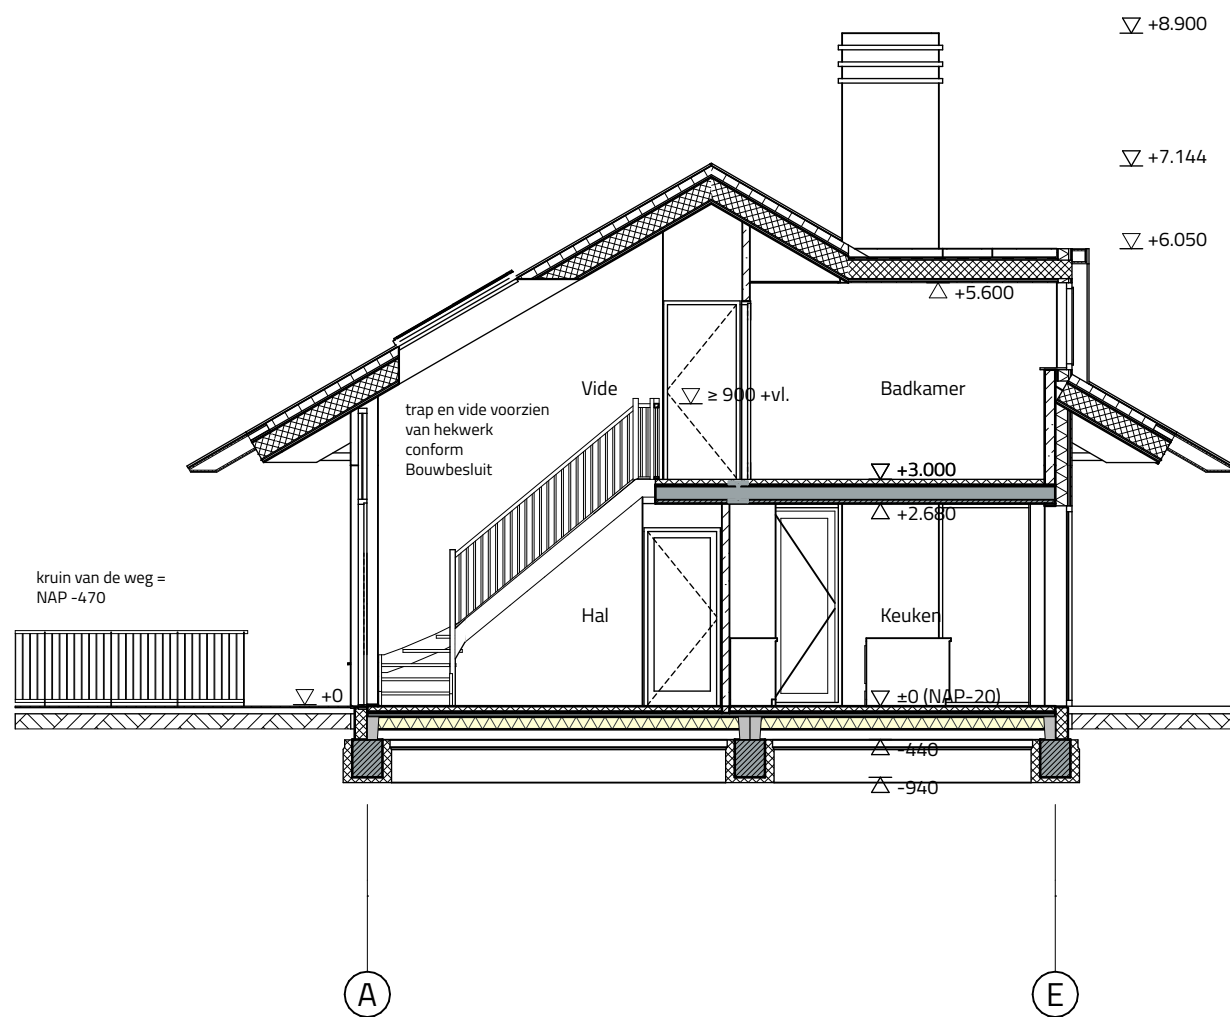 +8.900
+7.144
+6.050
+5.600
Vide
≥ 900 +vl.
Badkamer
trap en vide voorzien
van hekwerk
conform
Bouwbesluit
+3.000
+2.680
kruin van de weg =
NAP -470
Hal
Keuken
+0
±0 (NAP-20)
-440
-940
A
E